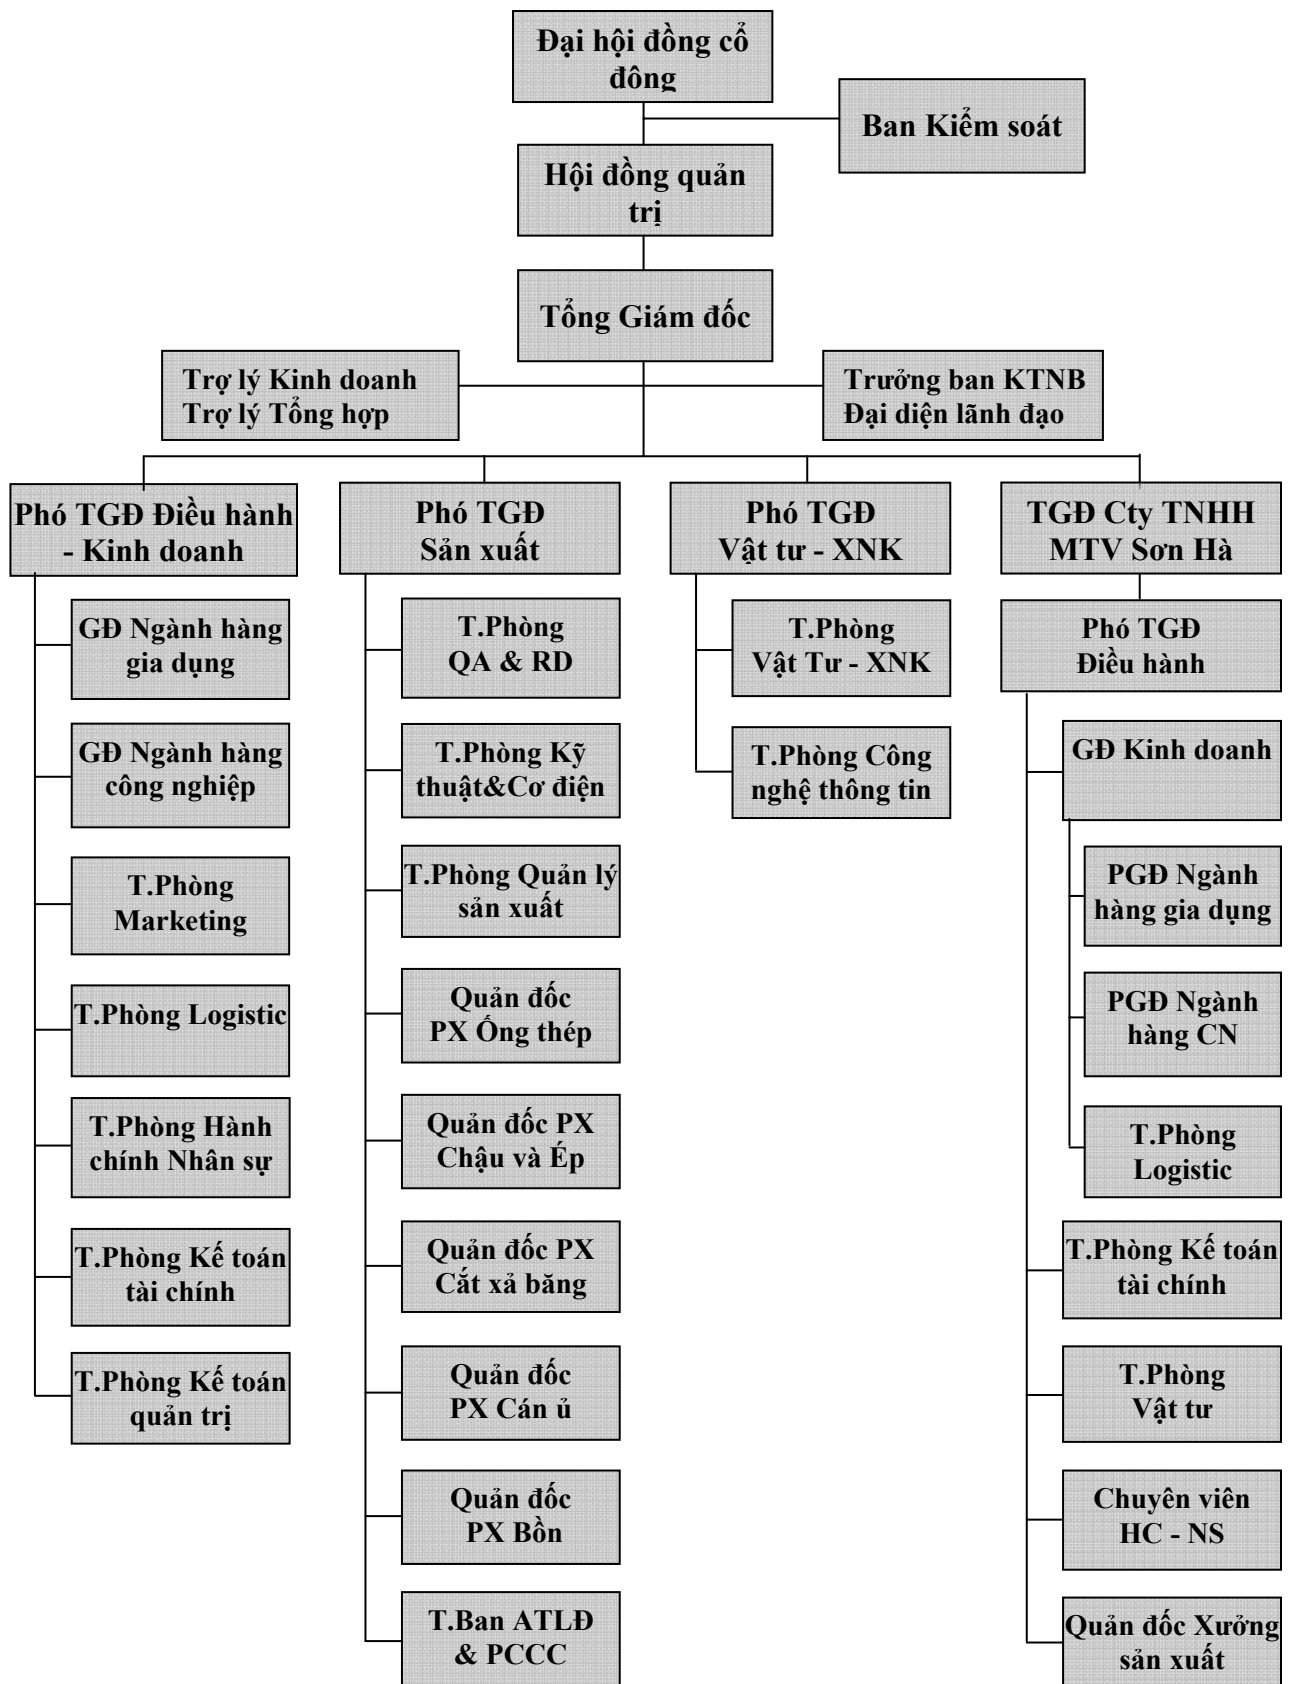 Đại hội đồng cổ
đông
Ban Kiểm soát
Hội đồng quản
trị
Tổng Giám đốc
Trợ lý Kinh doanh
Trợ lý Tổng hợp
Trưởng ban KTNB
Đại diện lãnh đạo
Phó TGĐ Điều hành
- Kinh doanh
GĐ Ngành hàng
gia dụng
GĐ Ngành hàng
công nghiệp
T.Phòng
Marketing
T.Phòng Logistic
T.Phòng Hành
chính Nhân sự
T.Phòng Kế toán
tài chính
T.Phòng Kế toán
quản trị
Phó TGĐ
Sản xuất
T.Phòng
QA & RD
T.Phòng Kỹ
thuật&Cơ điện
T.Phòng Quản lý
sản xuất
Quản đốc
PX Ống thép
Quản đốc PX
Chậu và Ép
Quản đốc PX
Cắt xả băng
Quản đốc
PX Cán ủ
Quản đốc
PX Bồn
T.Ban ATLĐ
& PCCC
Phó TGĐ
Vật tư - XNK
T.Phòng
Vật Tư - XNK
T.Phòng Công
nghệ thông tin
TGĐ Cty TNHH
MTV Sơn Hà
Phó TGĐ
Điều hành
GĐ Kinh doanh
PGĐ Ngành
hàng gia dụng
PGĐ Ngành
hàng CN
T.Phòng
Logistic
T.Phòng Kế toán
tài chính
T.Phòng
Vật tư
Chuyên viên
HC - NS
Quản đốc Xưởng
sản xuất